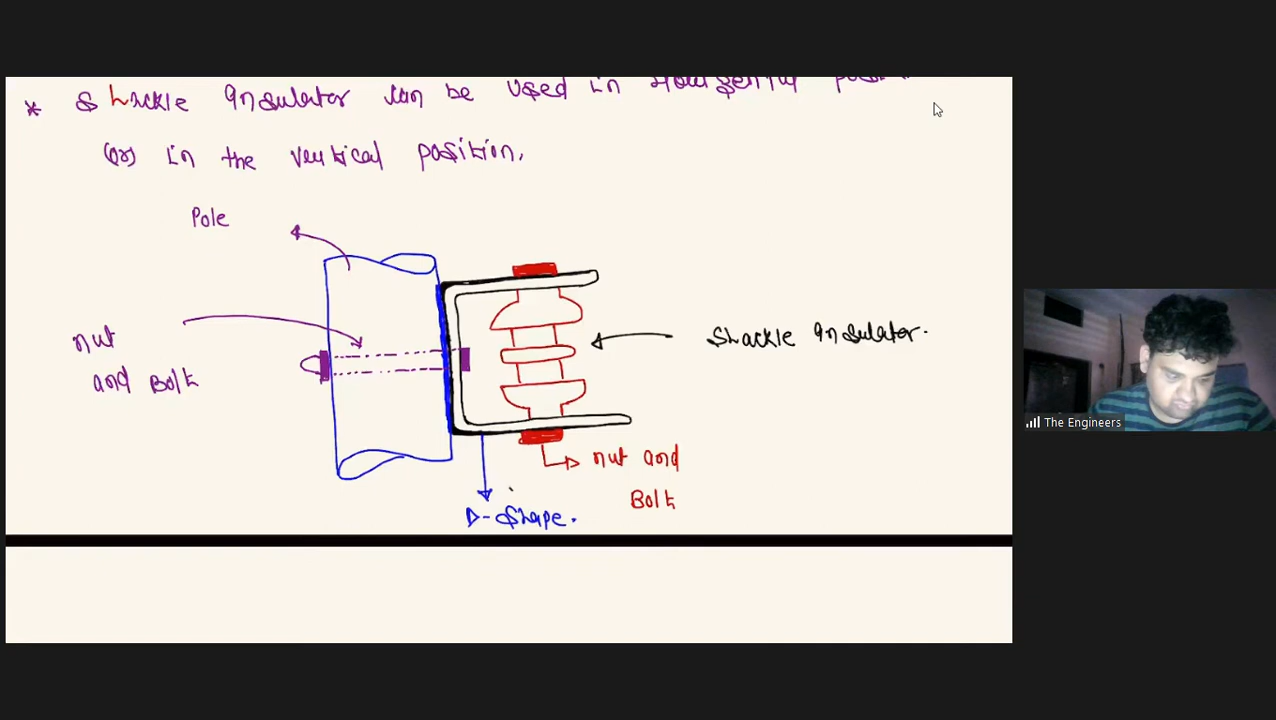 * Shackle Insulator can be used in
(or) in the vertical position.
Pole
nut
and Bolt
Shackle Insulator.
nut and
Bolt
D-Shape.
The Engineers